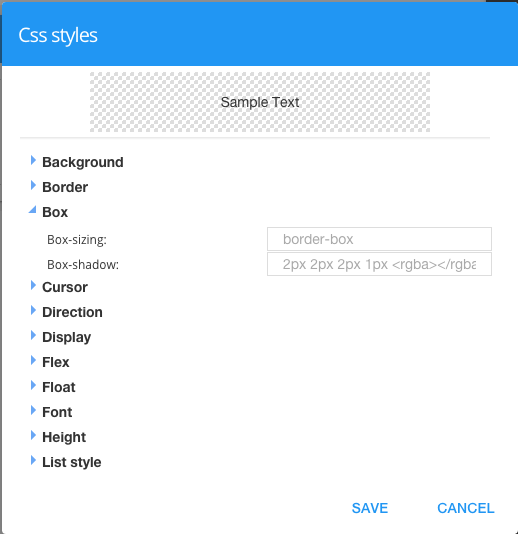 Css styles
Sample Text
Background
Border
Box
Box-sizing: border-box
Box-shadow: 2px 2px 2px 1px <rgba></rgba
Cursor
Direction
Display
Flex
Float
Font
Height
List style
SAVE CANCEL